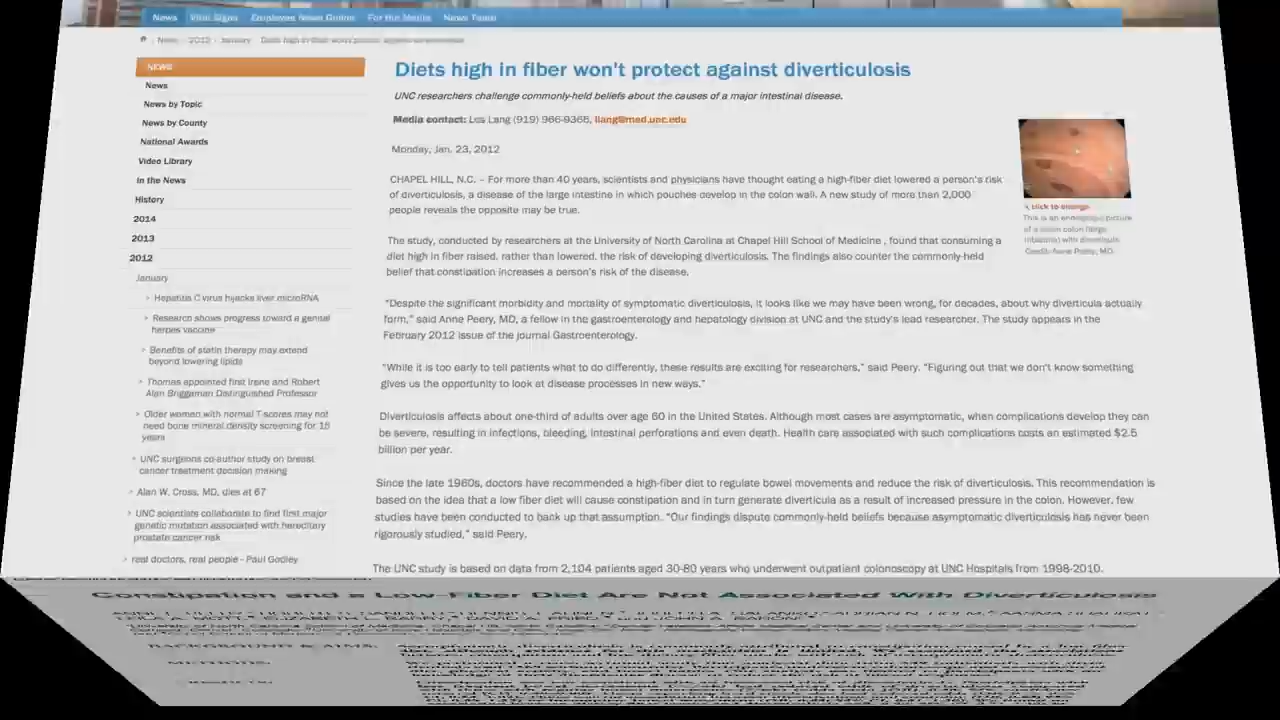 News Vital Signs Employee News Online For the Media News Team
News 2012 January Diets high in fiber won't protect against diverticulosis
NEWS
News
News by Topic
News by County
National Awards
Video Library
In the News
History
2014
2013
2012
January
Hepatitis C virus hijacks liver microRNA
Research shows progress toward a genital
herpes vaccine
Benefits of statin therapy may extend
beyond lowering lipids
Thomas appointed first Irene and Robert
Alan Briggaman Distinguished Professor
Older women with normal T-scores may not
need bone mineral density screening for 15
years
UNC surgeons co-author study on breast
cancer treatment decision making
Alan W. Cross, MD, dies at 67
UNC scientists collaborate to find first major
genetic mutation associated with hereditary
prostate cancer risk
real doctors, real people - Paul Godley
Diets high in fiber won't protect against diverticulosis
UNC researchers challenge commonly-held beliefs about the causes of a major intestinal disease.
Media contact: Les Lang (919) 966-9366, llang@med.unc.edu
Monday, Jan. 23, 2012
CHAPEL HILL, N.C. – For more than 40 years, scientists and physicians have thought eating a high-fiber diet lowered a person's risk
of diverticulosis, a disease of the large intestine in which pouches develop in the colon wall. A new study of more than 2,000
people reveals the opposite may be true.
The study, conducted by researchers at the University of North Carolina at Chapel Hill School of Medicine , found that consuming a
diet high in fiber raised, rather than lowered, the risk of developing diverticulosis. The findings also counter the commonly-held
belief that constipation increases a person's risk of the disease.
"Despite the significant morbidity and mortality of symptomatic diverticulosis, it looks like we may have been wrong, for decades, about why diverticula actually
form," said Anne Peery, MD, a fellow in the gastroenterology and hepatology division at UNC and the study's lead researcher. The study appears in the
February 2012 issue of the journal Gastroenterology.
"While it is too early to tell patients what to do differently, these results are exciting for researchers," said Peery. "Figuring out that we don't know something
gives us the opportunity to look at disease processes in new ways."
Diverticulosis affects about one-third of adults over age 60 in the United States. Although most cases are asymptomatic, when complications develop they can
be severe, resulting in infections, bleeding, intestinal perforations and even death. Health care associated with such complications costs an estimated $2.5
billion per year.
Since the late 1960s, doctors have recommended a high-fiber diet to regulate bowel movements and reduce the risk of diverticulosis. This recommendation is
based on the idea that a low fiber diet will cause constipation and in turn generate diverticula as a result of increased pressure in the colon. However, few
studies have been conducted to back up that assumption. "Our findings dispute commonly-held beliefs because asymptomatic diverticulosis has never been
rigorously studied," said Peery.
The UNC study is based on data from 2,104 patients aged 30-80 years who underwent outpatient colonoscopy at UNC Hospitals from 1998-2010.
click to enlarge
This is an endoscopic picture
of a colon (large
intestine) with diverticula.
Credit: Anne Peery, MD.
Constipation and a Low-Fiber Diet Are Not Associated With Diverticulosis
BACKGROUND & AIMS:
METHODS: